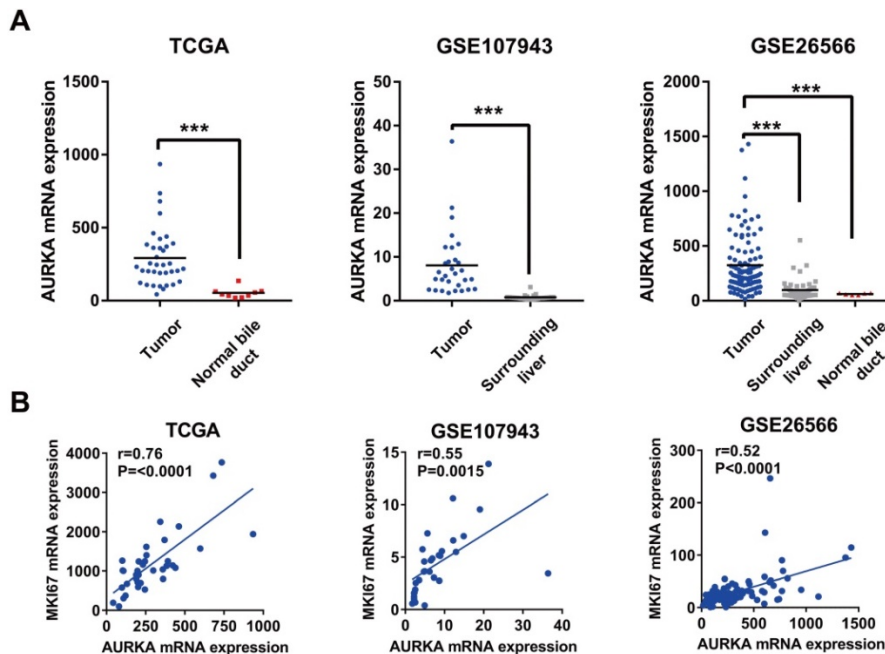 A
TCGA
AURKA mRNA expression
1500
1000
500
0
***
Tumor
Normal bile
duct
GSE107943
AURKA mRNA expression
50
40
30
20
10
0
***
Tumor
Surrounding
liver
GSE26566
AURKA mRNA expression
2000
1500
1000
500
0
***
***
Tumor
Surrounding
liver
Normal bile
duct
B
TCGA
MKI67 mRNA expression
4000
3000
2000
1000
0
r=0.76
P=<0.0001
0 250 500 750 1000
AURKA mRNA expression
GSE107943
MKI67 mRNA expression
15
10
5
0
r=0.55
P=0.0015
0 20 40 60
AURKA mRNA expression
GSE26566
MKI67 mRNA expression
300
200
100
0
r=0.52
P<0.0001
0 500 1000 1500
AURKA mRNA expression